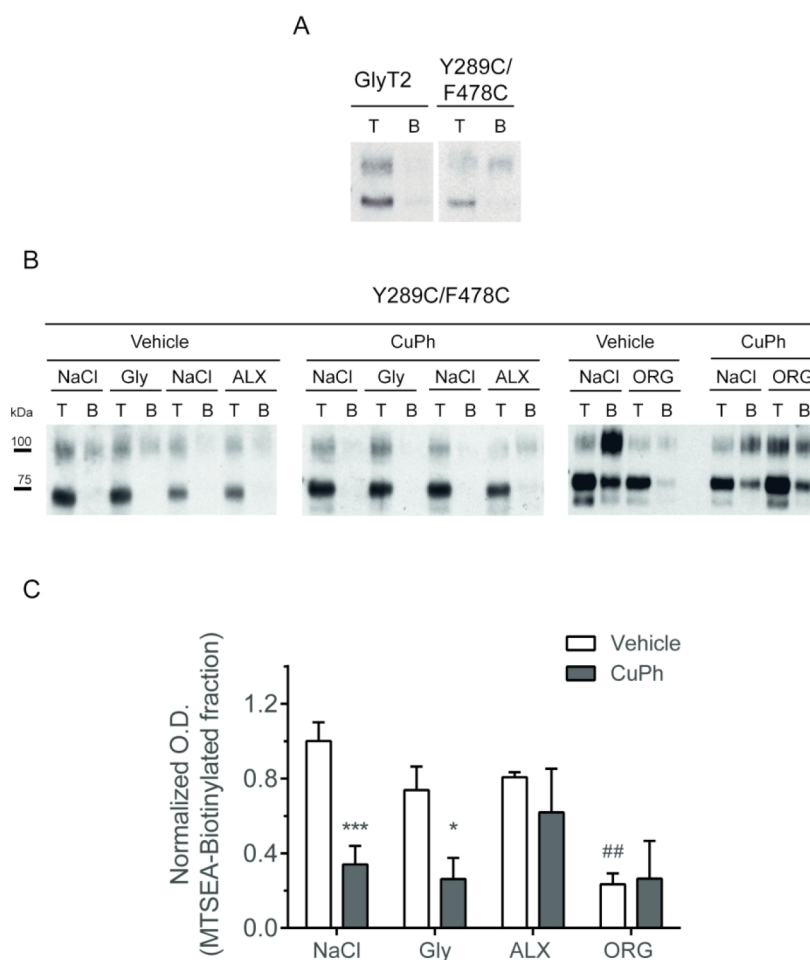 A
GlyT2 Y289C/
F478C
T B T B
B
Y289C/F478C
Vehicle CuPh Vehicle CuPh
NaCl Gly NaCl ALX NaCl Gly NaCl ALX NaCl ORG NaCl ORG
kDa T B T B T B T B T B T B T B T B T B T B T B T B
100
75
C
Normalized O.D.
(MTSEA-Biotinylated fraction)
Vehicle
CuPh
1.2
0.8
0.4
0.0
*** * ##
NaCl Gly ALX ORG